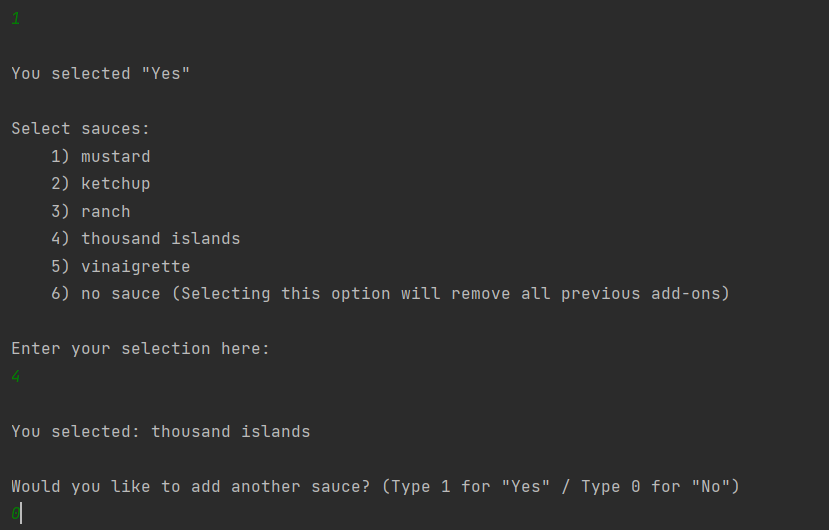 1
You selected "Yes"
Select sauces:
1) mustard
2) ketchup
3) ranch
4) thousand islands
5) vinaigrette
6) no sauce (Selecting this option will remove all previous add-ons)
Enter your selection here:
4
You selected: thousand islands
Would you like to add another sauce? (Type 1 for "Yes" / Type 0 for "No")
0